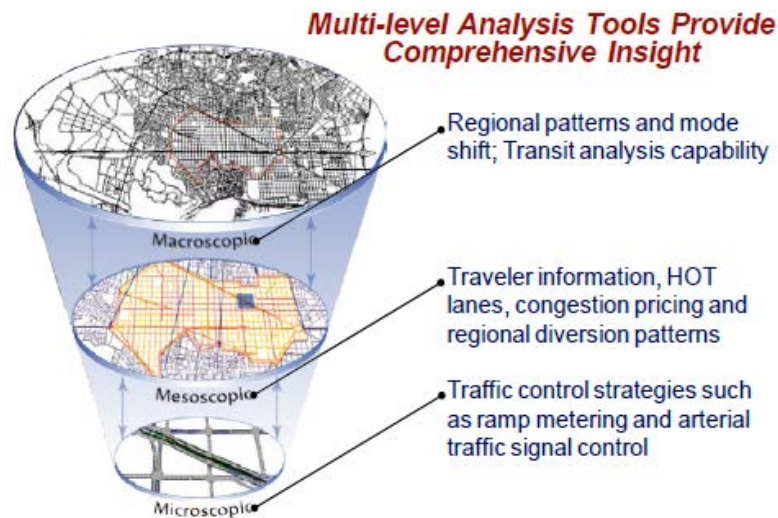 Multi-level Analysis Tools Provide
Comprehensive Insight
Regional patterns and mode
shift; Transit analysis capability
Macroscopic
Traveler information, HOT
lanes, congestion pricing and
regional diversion patterns
Mesoscopic
Traffic control strategies such
as ramp metering and arterial
traffic signal control
Microscopic